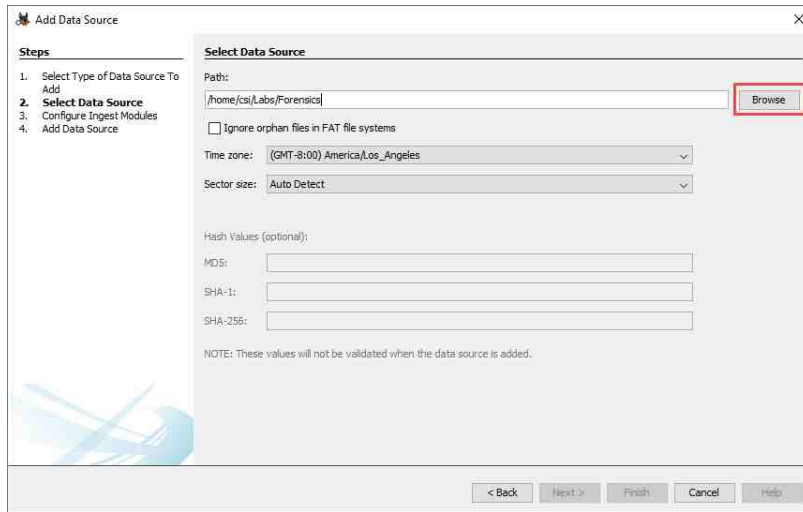 Add Data Source
Steps
1. Select Type of Data Source To
Add
2. Select Data Source
3. Configure Ingest Modules
4. Add Data Source
Select Data Source
Path:
/home/csi/Labs/Forensics
Browse
Ignore orphan files in FAT file systems
Time zone: (GMT-8:00) America/Los_Angeles
Sector size: Auto Detect
Hash Values (optional):
MD5:
SHA-1:
SHA-256:
NOTE: These values will not be validated when the data source is added.
< Back Next > Finish Cancel Help